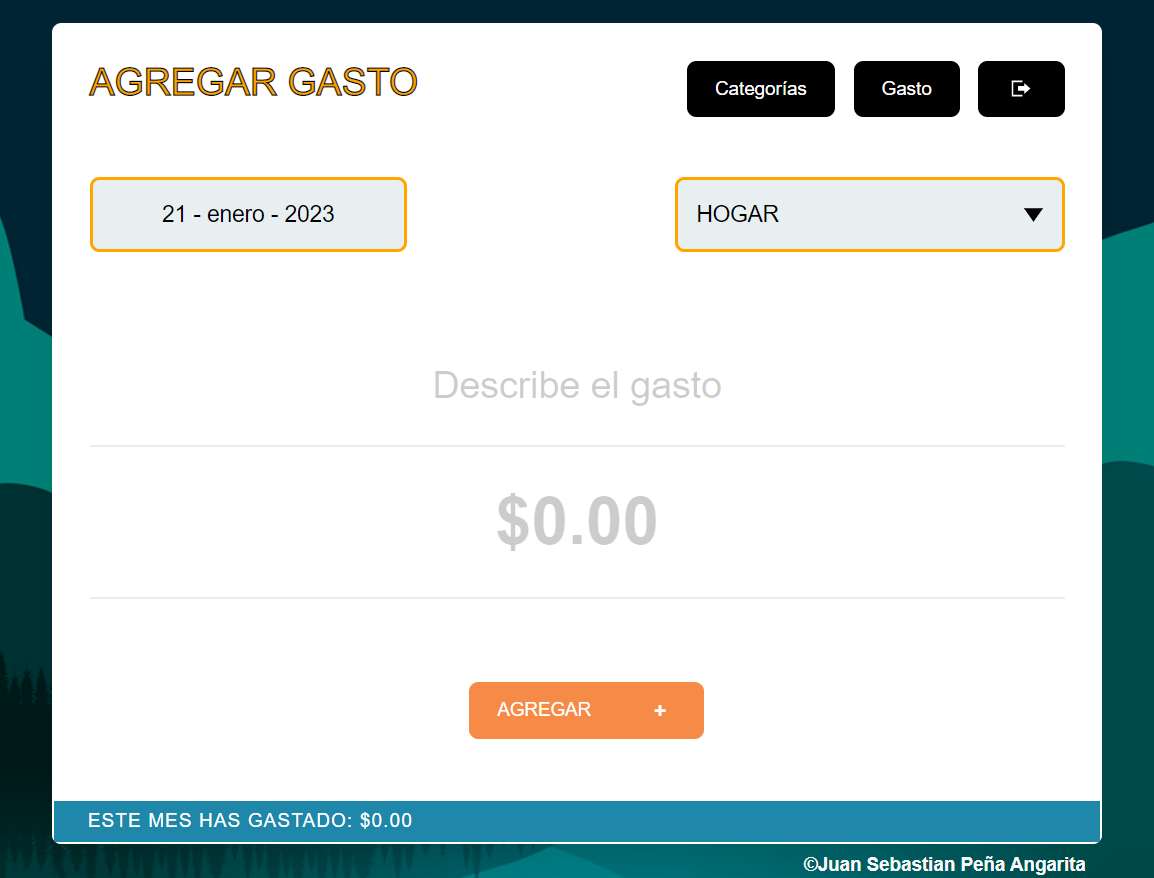 AGREGAR GASTO
Categorías
Gasto
21 - enero - 2023
HOGAR
Describe el gasto
$0.00
AGREGAR +
ESTE MES HAS GASTADO: $0.00
©Juan Sebastian Peña Angarita